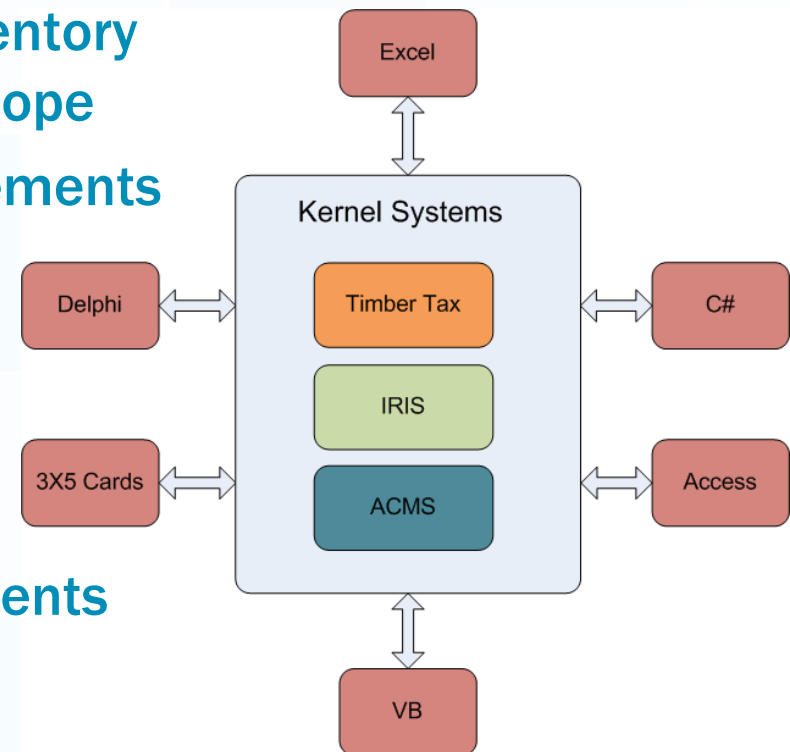 entory
ope
ements
ents
Excel
Kernel Systems
Delphi
Timber Tax
C#
IRIS
3X5 Cards
ACMS
Access
VB